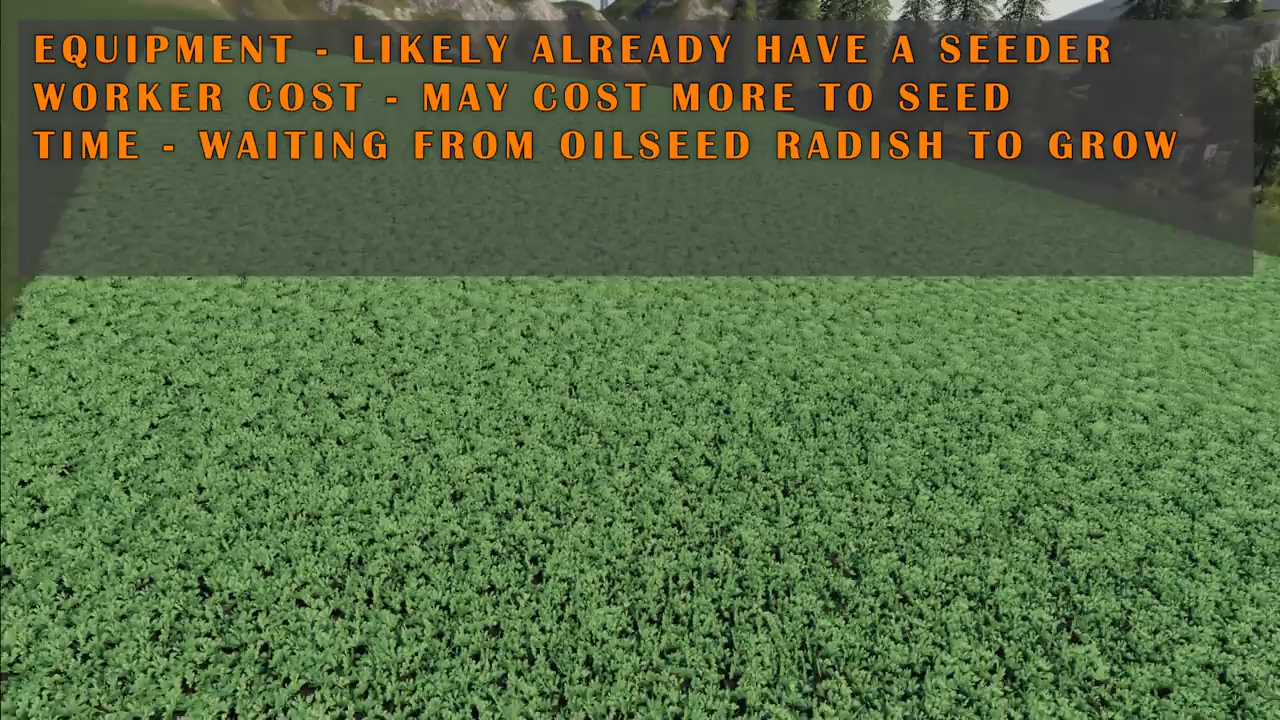 EQUIPMENT - LIKELY ALREADY HAVE A SEEDER
WORKER COST - MAY COST MORE TO SEED
TIME - WAITING FROM OILSEED RADISH TO GROW